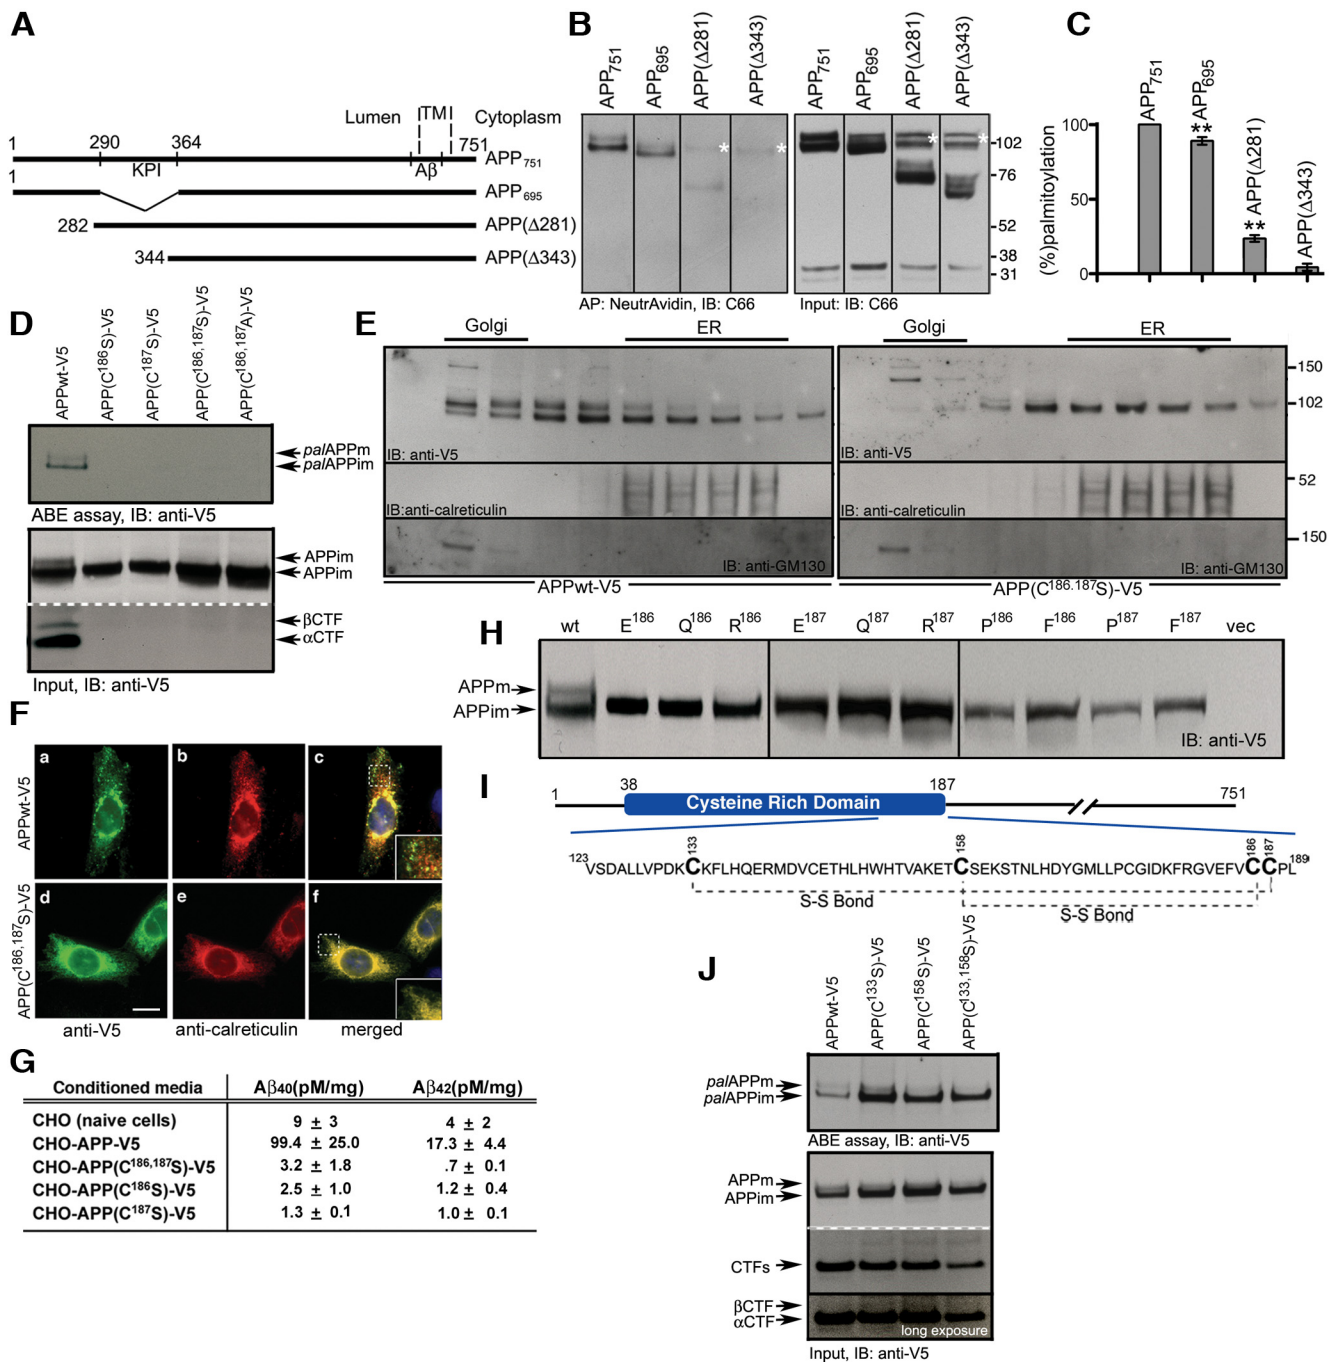 A
Lumen
TM
Cytoplasm
1
290
364
751
KPI
Aβ
APP751
1
APP695
282
APP(Δ281)
344
APP(Δ343)
B
APP751
APP695
APP(Δ281)
APP(Δ343)
APP751
APP695
APP(Δ281)
APP(Δ343)
*
*
*
*
102
76
52
38
31
AP: NeutrAvidin, IB: C66
Input: IB: C66
C
(%)palmitoylation
100
50
0
APP751
APP695
**
APP(Δ281)
**
APP(Δ343)
D
APPwt-V5
APP(C186S)-V5
APP(C187S)-V5
APP(C186,187S)-V5
APP(C186,187A)-V5
palAPPm
palAPPim
ABE assay, IB: anti-V5
APPim
APPim
βCTF
αCTF
Input, IB: anti-V5
E
Golgi
ER
Golgi
ER
150
102
IB: anti-V5
IB: anti-V5
52
IB:anti-calreticulin
IB: anti-calreticulin
150
IB: anti-GM130
IB: anti-GM130
APPwt-V5
APP(C186.187S)-V5
F
APPwt-V5
a
b
c
APP(C186,187S)-V5
d
e
f
anti-V5
anti-calreticulin
merged
G
Conditioned media Aβ40(pM/mg) Aβ42(pM/mg)
CHO (naive cells) 9 ± 3 4 ± 2
CHO-APP-V5 99.4 ± 25.0 17.3 ± 4.4
CHO-APP(C186,187S)-V5 3.2 ± 1.8 .7 ± 0.1
CHO-APP(C186S)-V5 2.5 ± 1.0 1.2 ± 0.4
CHO-APP(C187S)-V5 1.3 ± 0.1 1.0 ± 0.1
H
wt E186 Q186 R186 E187 Q187 R187 P186 F186 P187 F187 vec
APPm
APPim
IB: anti-V5
I
1
38
187
751
Cysteine Rich Domain
133
158
186
187
123VSDALLVPDKCKFLHQERMDVCETHLHWHTVAKETCSEKSTNLHDYGMLLPCGIDKFRGVEFVCCPL189
S-S Bond
S-S Bond
J
APPwt-V5
APP(C133S)-V5
APP(C158S)-V5
APP(C133,158S)-V5
palAPPm
palAPPim
ABE assay, IB: anti-V5
APPm
APPim
CTFs
βCTF
αCTF
long exposure
Input, IB: anti-V5